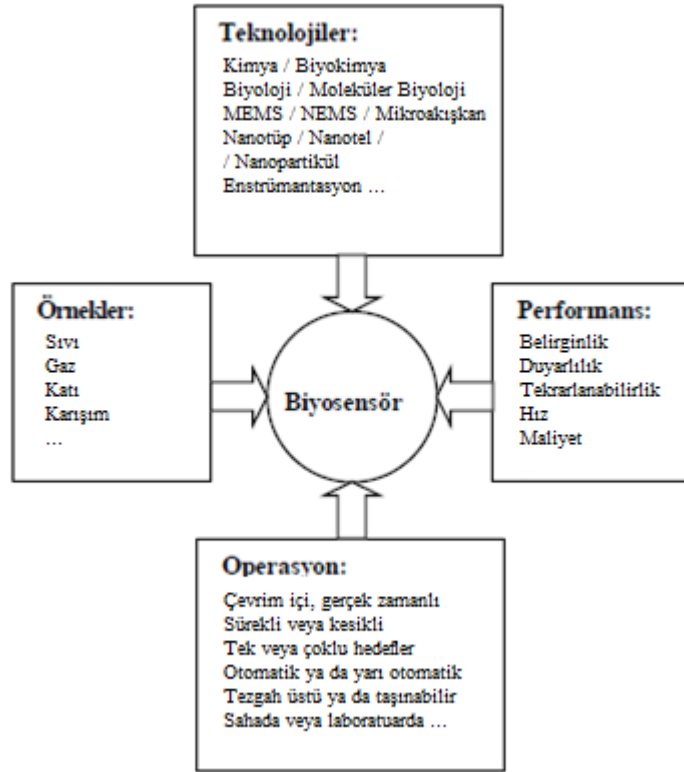 Teknolojiler:
Kimya / Biyokimya
Biyoloji / Moleküler Biyoloji
MEMS / NEMS / Mikroakışkan
Nanotüp / Nanotel /
/ Nanopartikül
Enstrümantasyon ...
Örnekler:
Sıvı
Gaz
Katı
Karışım
...
Biyosensör
Performans:
Belirginlik
Duyarlılık
Tekrarlanabilirlik
Hız
Maliyet
Operasyon:
Çevrim içi, gerçek zamanlı
Sürekli veya kesikli
Tek veya çoklu hedefler
Otomatik ya da yarı otomatik
Tezgah üstü ya da taşınabilir
Sahada veya laboratuarda ...